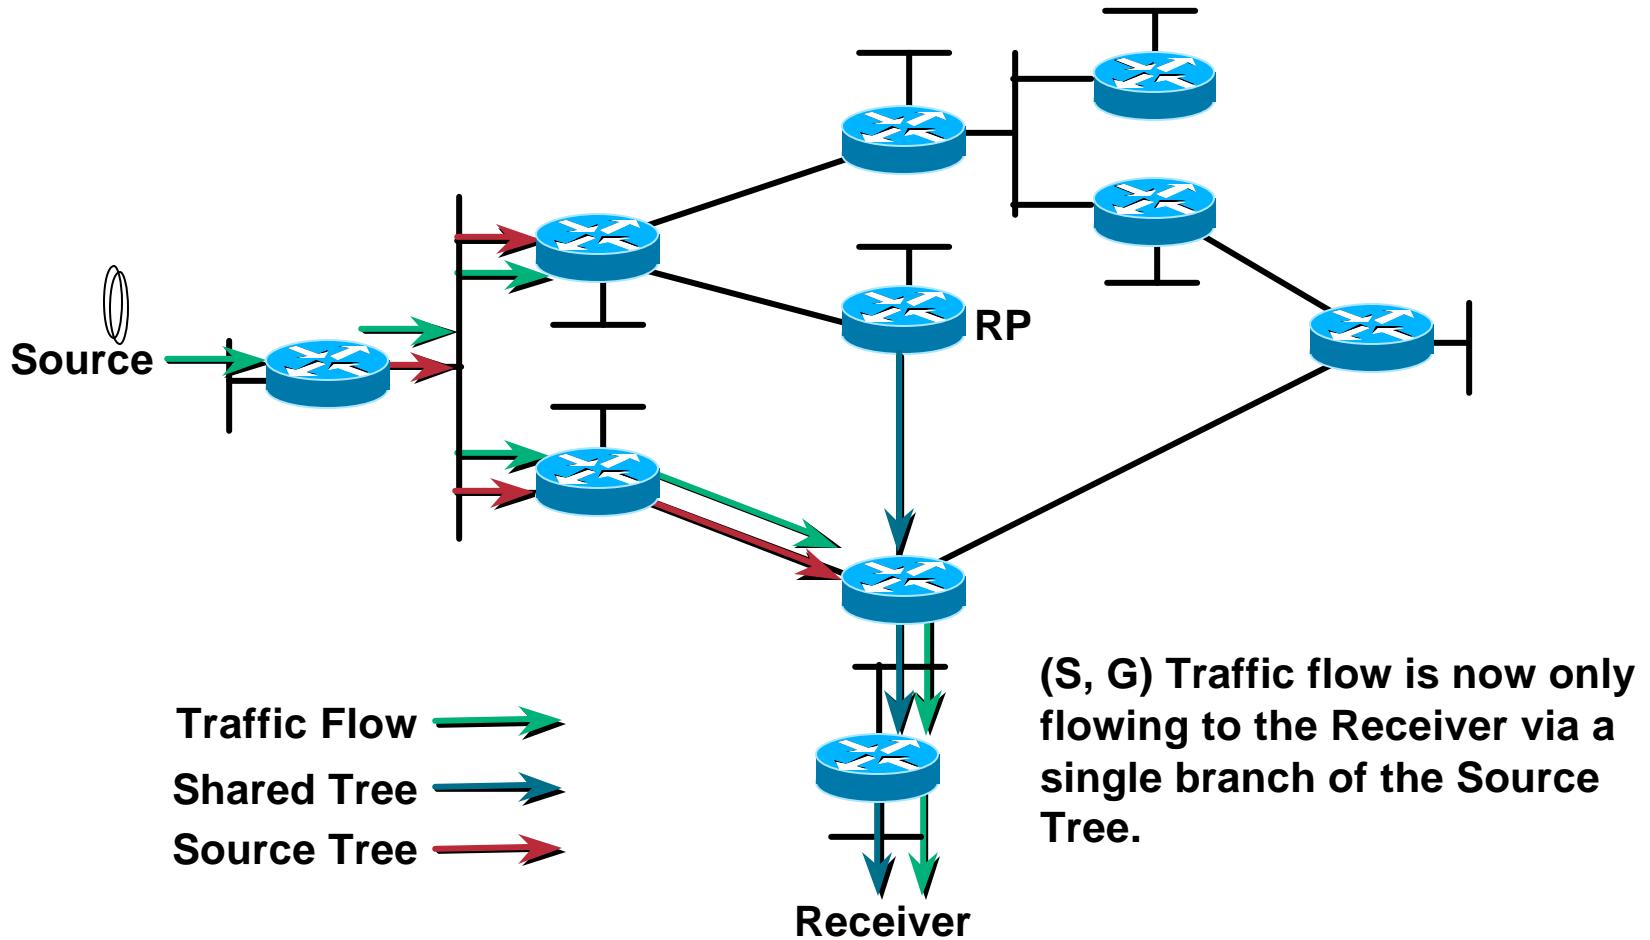 RP
Source
(S, G) Traffic flow is now only
flowing to the Receiver via a
single branch of the Source
Tree.
Traffic Flow
Shared Tree
Source Tree
Receiver